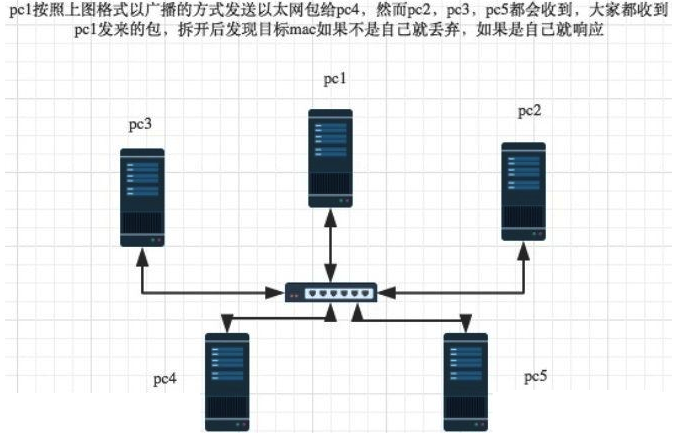 pc1按照上图格式以广播的方式发送以太网包给pc4，然而pc2，pc3，pc5都会收到，大家都收到
pc1发来的包，拆开后发现目标mac如果不是自己就丢弃，如果是自己就响应
pc1
pc2
pc3
pc4
pc5